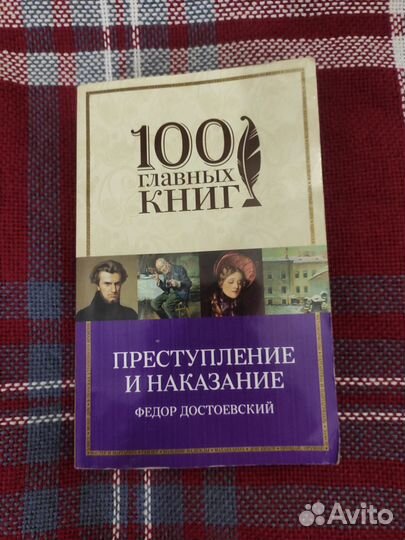 100
ГЛАВНЫХ
КНИГ
ПРЕСТУПЛЕНИЕ
И НАКАЗАНИЕ
ФЕДОР ДОСТОЕВСКИЙ
Avito